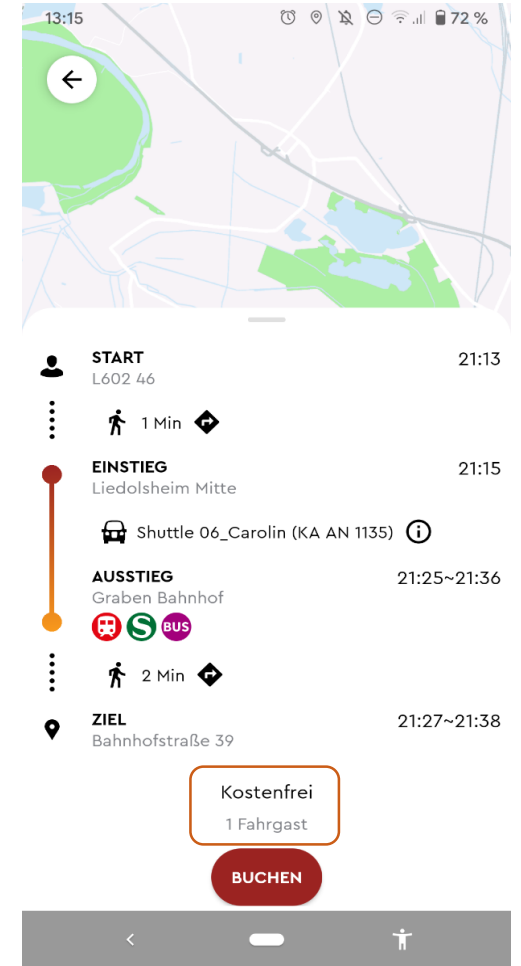 13:15 72 %
START 21:13
L602 46
1 Min
EINSTIEG 21:15
Liedolsheim Mitte
Shuttle 06_Carolin (KA AN 1135)
AUSSTIEG 21:25~21:36
Graben Bahnhof
S BUS
2 Min
ZIEL 21:27~21:38
Bahnhofstraße 39
Kostenfrei
1 Fahrgast
BUCHEN